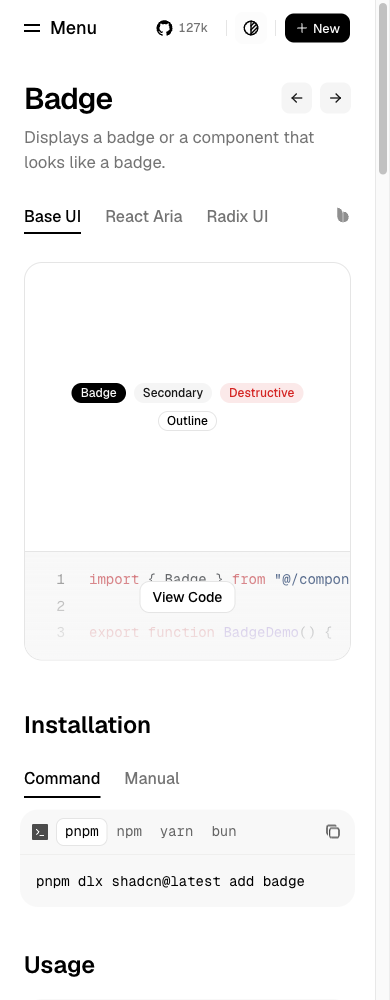 Menu
127k
New
Badge
Displays a badge or a component that
looks like a badge.
Base UI
React Aria
Radix UI
Badge
Secondary
Destructive
Outline
1 import { Badge } from "@/compon
2
View Code
3 export function BadgeDemo() {
Installation
Command
Manual
pnpm
npm
yarn
bun
pnpm dlx shadcn@latest add badge
Usage